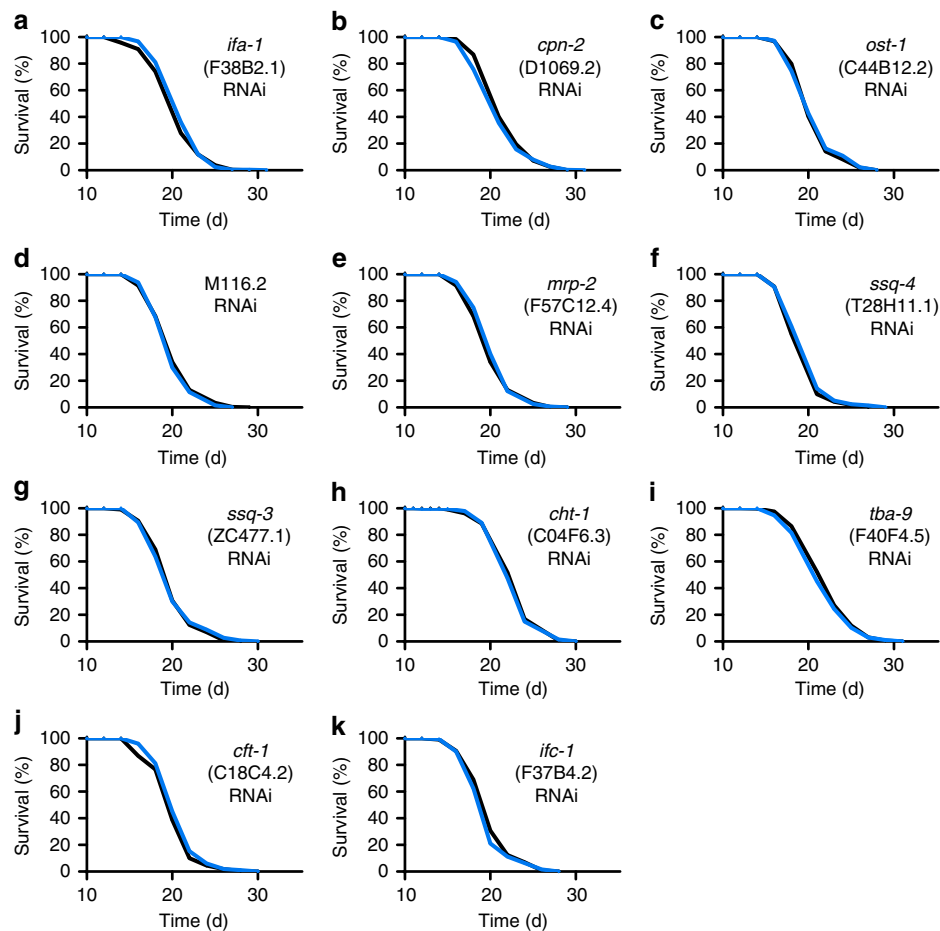 a
ifa-1
(F38B2.1)
RNAi
Survival (%)
100
80
60
40
20
0
10 20 30
Time (d)
b
cpn-2
(D1069.2)
RNAi
Survival (%)
100
80
60
40
20
0
10 20 30
Time (d)
c
ost-1
(C44B12.2)
RNAi
Survival (%)
100
80
60
40
20
0
10 20 30
Time (d)
d
M116.2
RNAi
Survival (%)
100
80
60
40
20
0
10 20 30
Time (d)
e
mrp-2
(F57C12.4)
RNAi
Survival (%)
100
80
60
40
20
0
10 20 30
Time (d)
f
ssq-4
(T28H11.1)
RNAi
Survival (%)
100
80
60
40
20
0
10 20 30
Time (d)
g
ssq-3
(ZC477.1)
RNAi
Survival (%)
100
80
60
40
20
0
10 20 30
Time (d)
h
cht-1
(C04F6.3)
RNAi
Survival (%)
100
80
60
40
20
0
10 20 30
Time (d)
i
tba-9
(F40F4.5)
RNAi
Survival (%)
100
80
60
40
20
0
10 20 30
Time (d)
j
cft-1
(C18C4.2)
RNAi
Survival (%)
100
80
60
40
20
0
10 20 30
Time (d)
k
ifc-1
(F37B4.2)
RNAi
Survival (%)
100
80
60
40
20
0
10 20 30
Time (d)